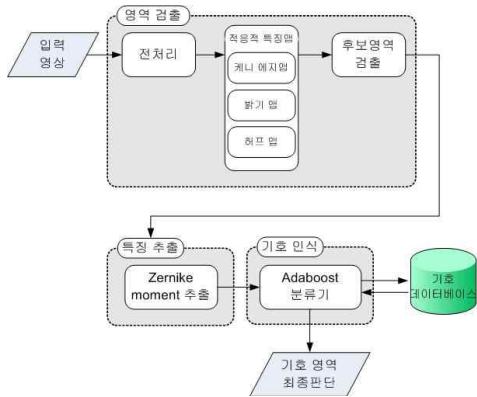 영역 검출
입력
영상
전처리
적응적 특징맵
케니 에지맵
밝기 맵
허프 맵
후보영역
검출
특징 추출
Zernike
moment 추출
기호 인식
Adaboost
분류기
기호
데이터베이스
기호 영역
최종판단